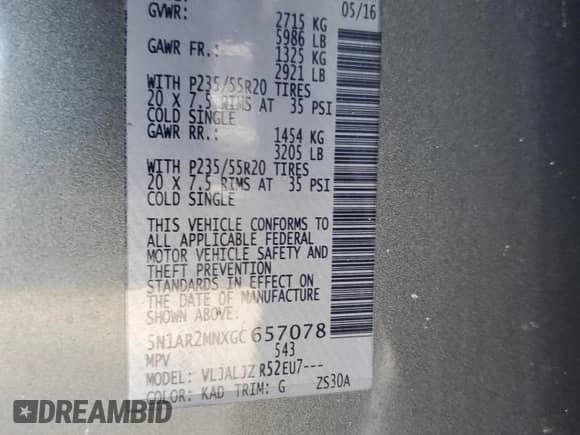 GVWR: 05/16
2715 KG
5986 LB
GAWR FR.: 1325 KG
2921 LB
WITH P235/55R20 TIRES
20 X 7.5 RIMS AT 35 PSI
COLD SINGLE
GAWR RR.: 1454 KG
3205 LB
WITH P235/55R20 TIRES
20 X 7.5 RIMS AT 35 PSI
COLD SINGLE
THIS VEHICLE CONFORMS TO
ALL APPLICABLE FEDERAL
MOTOR VEHICLE SAFETY AND
THEFT PREVENTION
STANDARDS IN EFFECT ON
THE DATE OF MANUFACTURE
SHOWN ABOVE.
5N1AR2MNXGC657078
MPV 543
MODEL: VLJALJZ R52EU7---
COLOR: KAD TRIM: G ZS30A
DREAMBID